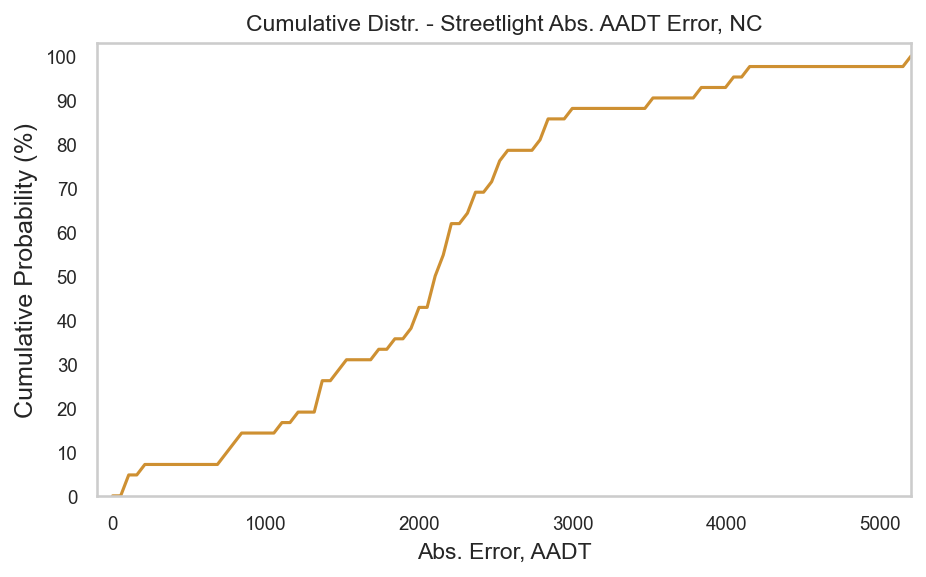 Cumulative Distr. - Streetlight Abs. AADT Error, NC
Cumulative Probability (%)
100
90
80
70
60
50
40
30
20
10
0
0 1000 2000 3000 4000 5000
Abs. Error, AADT